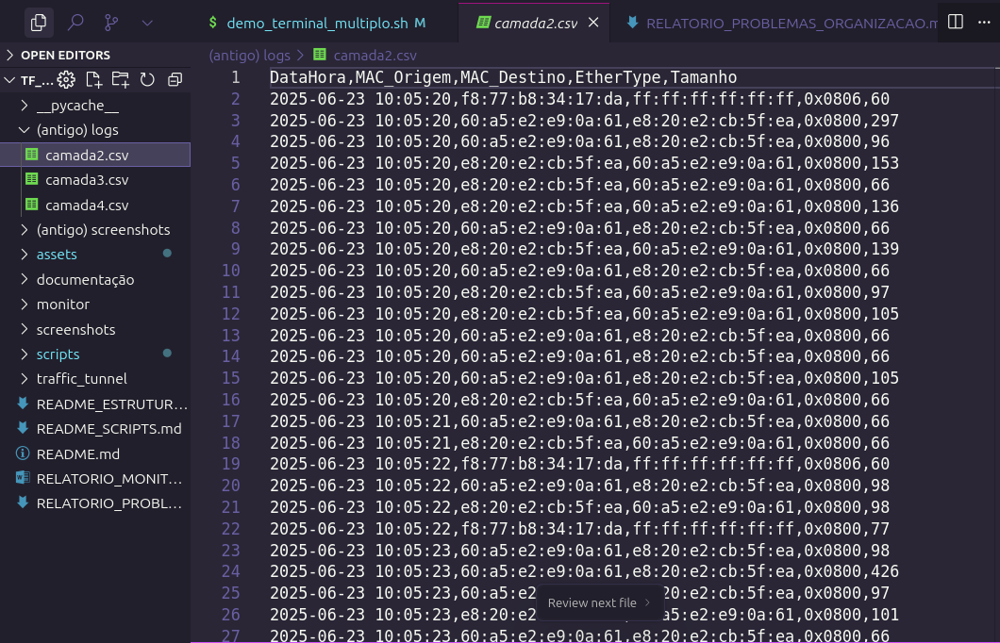 $ demo_terminal_multiplo.sh M
camada2.csv
RELATORIO_PROBLEMAS_ORGANIZACAO.m
OPEN EDITORS
TF_...
__pycache__
(antigo) logs
camada2.csv
camada3.csv
camada4.csv
(antigo) screenshots
assets
documentação
monitor
screenshots
scripts
traffic_tunnel
README_ESTRUTUR...
README_SCRIPTS.md
README.md
RELATORIO_MONIT...
RELATORIO_PROBL...
(antigo) logs > camada2.csv
1 DataHora,MAC_Origem,MAC_Destino,EtherType,Tamanho
2 2025-06-23 10:05:20,f8:77:b8:34:17:da,ff:ff:ff:ff:ff:ff,0x0806,60
3 2025-06-23 10:05:20,60:a5:e2:e9:0a:61,e8:20:e2:cb:5f:ea,0x0800,297
4 2025-06-23 10:05:20,60:a5:e2:e9:0a:61,e8:20:e2:cb:5f:ea,0x0800,96
5 2025-06-23 10:05:20,e8:20:e2:cb:5f:ea,60:a5:e2:e9:0a:61,0x0800,153
6 2025-06-23 10:05:20,e8:20:e2:cb:5f:ea,60:a5:e2:e9:0a:61,0x0800,66
7 2025-06-23 10:05:20,e8:20:e2:cb:5f:ea,60:a5:e2:e9:0a:61,0x0800,136
8 2025-06-23 10:05:20,60:a5:e2:e9:0a:61,e8:20:e2:cb:5f:ea,0x0800,66
9 2025-06-23 10:05:20,e8:20:e2:cb:5f:ea,60:a5:e2:e9:0a:61,0x0800,139
10 2025-06-23 10:05:20,60:a5:e2:e9:0a:61,e8:20:e2:cb:5f:ea,0x0800,66
11 2025-06-23 10:05:20,e8:20:e2:cb:5f:ea,60:a5:e2:e9:0a:61,0x0800,97
12 2025-06-23 10:05:20,e8:20:e2:cb:5f:ea,60:a5:e2:e9:0a:61,0x0800,105
13 2025-06-23 10:05:20,60:a5:e2:e9:0a:61,e8:20:e2:cb:5f:ea,0x0800,66
14 2025-06-23 10:05:20,60:a5:e2:e9:0a:61,e8:20:e2:cb:5f:ea,0x0800,66
15 2025-06-23 10:05:20,60:a5:e2:e9:0a:61,e8:20:e2:cb:5f:ea,0x0800,105
16 2025-06-23 10:05:20,e8:20:e2:cb:5f:ea,60:a5:e2:e9:0a:61,0x0800,66
17 2025-06-23 10:05:21,60:a5:e2:e9:0a:61,e8:20:e2:cb:5f:ea,0x0800,66
18 2025-06-23 10:05:21,e8:20:e2:cb:5f:ea,60:a5:e2:e9:0a:61,0x0800,66
19 2025-06-23 10:05:22,f8:77:b8:34:17:da,ff:ff:ff:ff:ff:ff,0x0806,60
20 2025-06-23 10:05:22,60:a5:e2:e9:0a:61,e8:20:e2:cb:5f:ea,0x0800,98
21 2025-06-23 10:05:22,e8:20:e2:cb:5f:ea,60:a5:e2:e9:0a:61,0x0800,98
22 2025-06-23 10:05:22,f8:77:b8:34:17:da,ff:ff:ff:ff:ff:ff,0x0800,77
23 2025-06-23 10:05:23,60:a5:e2:e9:0a:61,e8:20:e2:cb:5f:ea,0x0800,98
24 2025-06-23 10:05:23,60:a5:e2:e9:0a:61,e8:20:e2:cb:5f:ea,0x0800,426
25 2025-06-23 10:05:23,60:a5:e2 20:e2:cb:5f:ea,0x0800,97
Review next file
26 2025-06-23 10:05:23,e8:20:e2 a5:e2:e9:0a:61,0x0800,101
27 2025-06-23 10:05:23,60:a5:e2:e9:0a:61,e8:20:e2:cb:5f:ea,0x0800,66